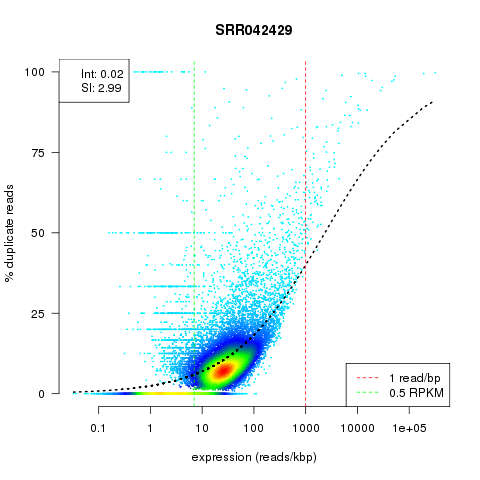 SRR042429
Int: 0.02
Sl: 2.99
100
75
50
25
0
% duplicate reads
1 read/bp
0.5 RPKM
0.1 1 10 100 1000 10000 1e+05
expression (reads/kbp)